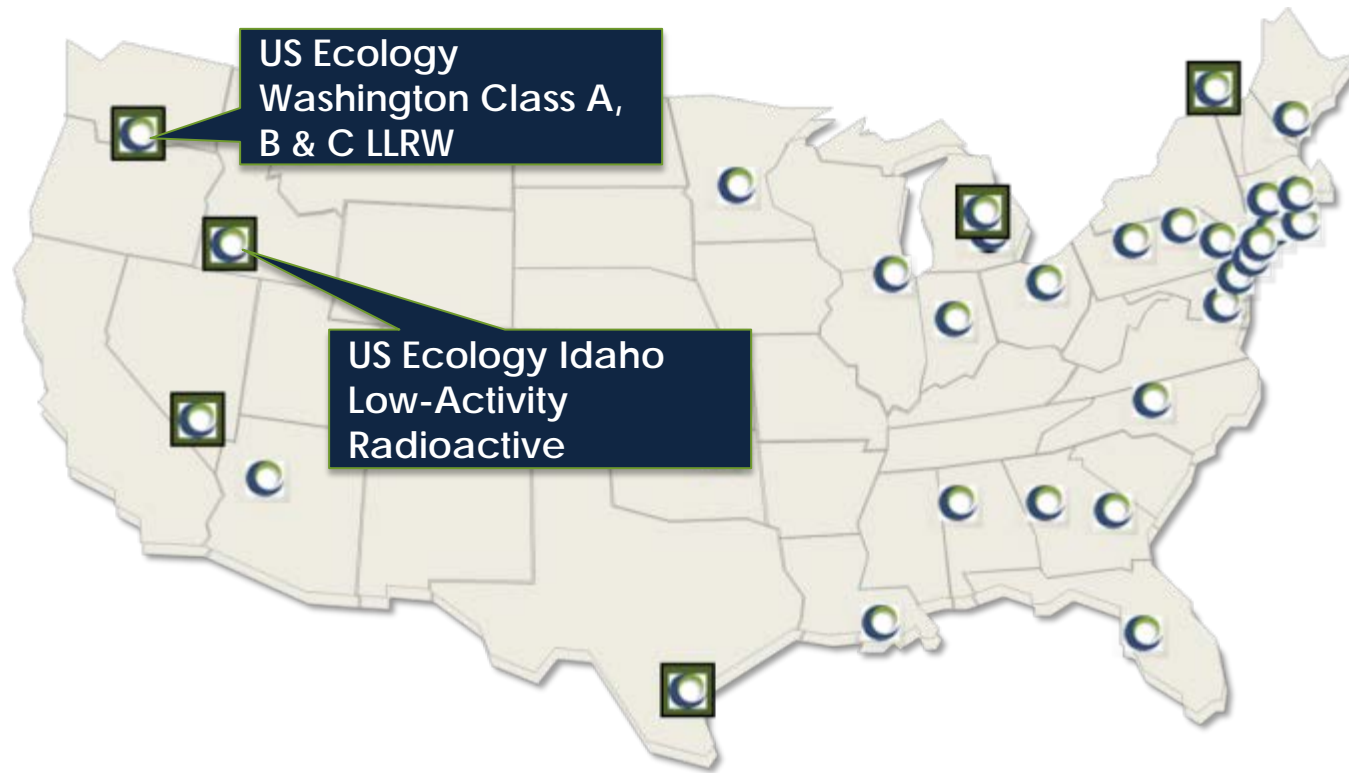 US Ecology
Washington Class A,
B & C LLRW
US Ecology Idaho
Low-Activity
Radioactive